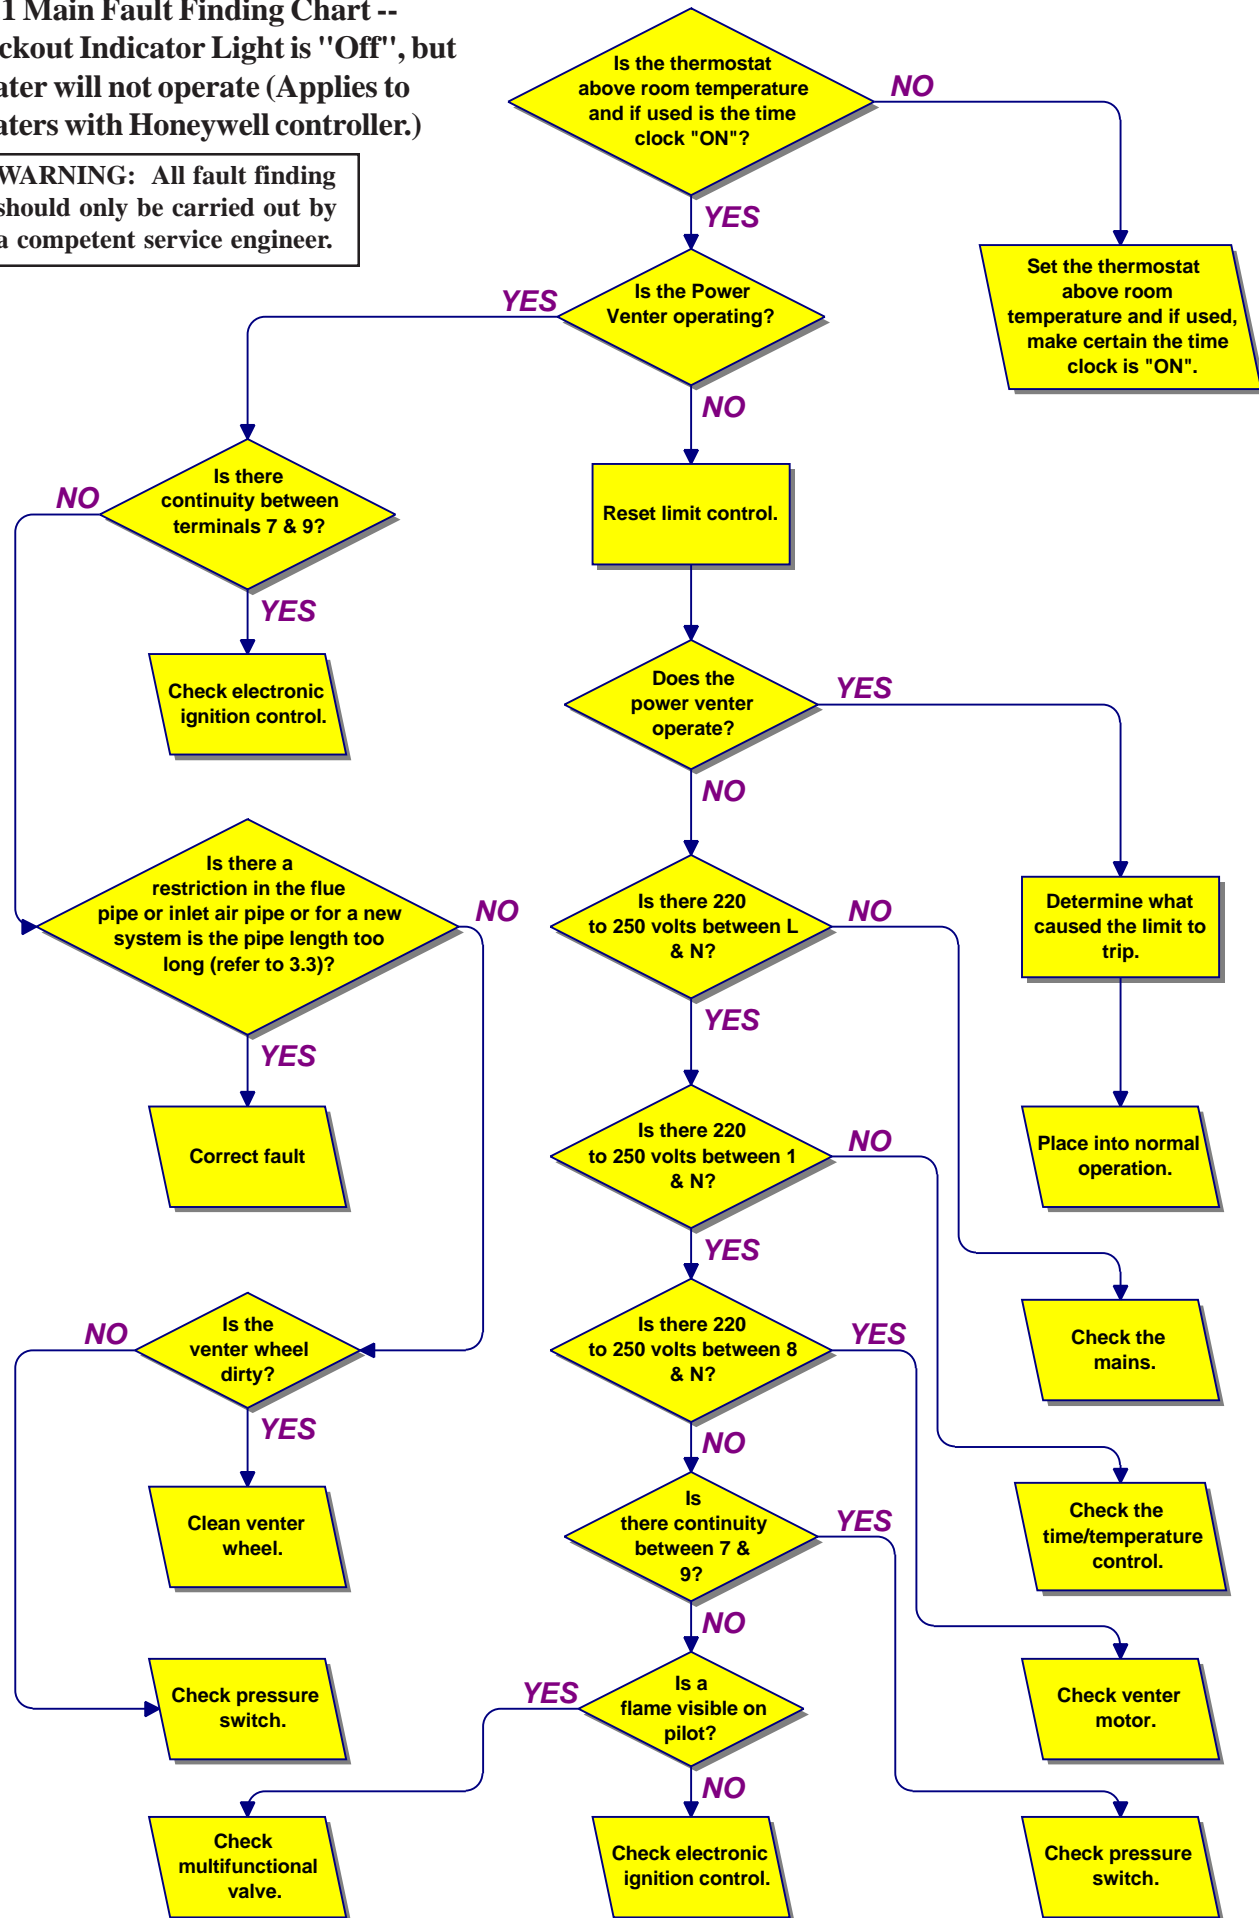 1 Main Fault Finding Chart --
ckout Indicator Light is "Off", but
ater will not operate (Applies to
aters with Honeywell controller.)
WARNING: All fault finding
should only be carried out by
a competent service engineer.
Is the thermostat
above room temperature
and if used is the time
clock "ON"?
NO
YES
Set the thermostat
above room
temperature and if used,
make certain the time
clock is "ON".
Is the Power
Venter operating?
YES
NO
Is there
continuity between
terminals 7 & 9?
NO
YES
Reset limit control.
Check electronic
ignition control.
Does the
power venter
operate?
YES
NO
Is there a
restriction in the flue
pipe or inlet air pipe or for a new
system is the pipe length too
long (refer to 3.3)?
NO
YES
Is there 220
to 250 volts between L
& N?
NO
YES
Determine what
caused the limit to
trip.
Correct fault
Is there 220
to 250 volts between 1
& N?
NO
YES
Place into normal
operation.
Is the
venter wheel
dirty?
NO
YES
Is there 220
to 250 volts between 8
& N?
YES
NO
Check the
mains.
Clean venter
wheel.
Is
there continuity
between 7 &
9?
YES
NO
Check the
time/temperature
control.
Check pressure
switch.
Is a
flame visible on
pilot?
YES
NO
Check venter
motor.
Check
multifunctional
valve.
Check electronic
ignition control.
Check pressure
switch.